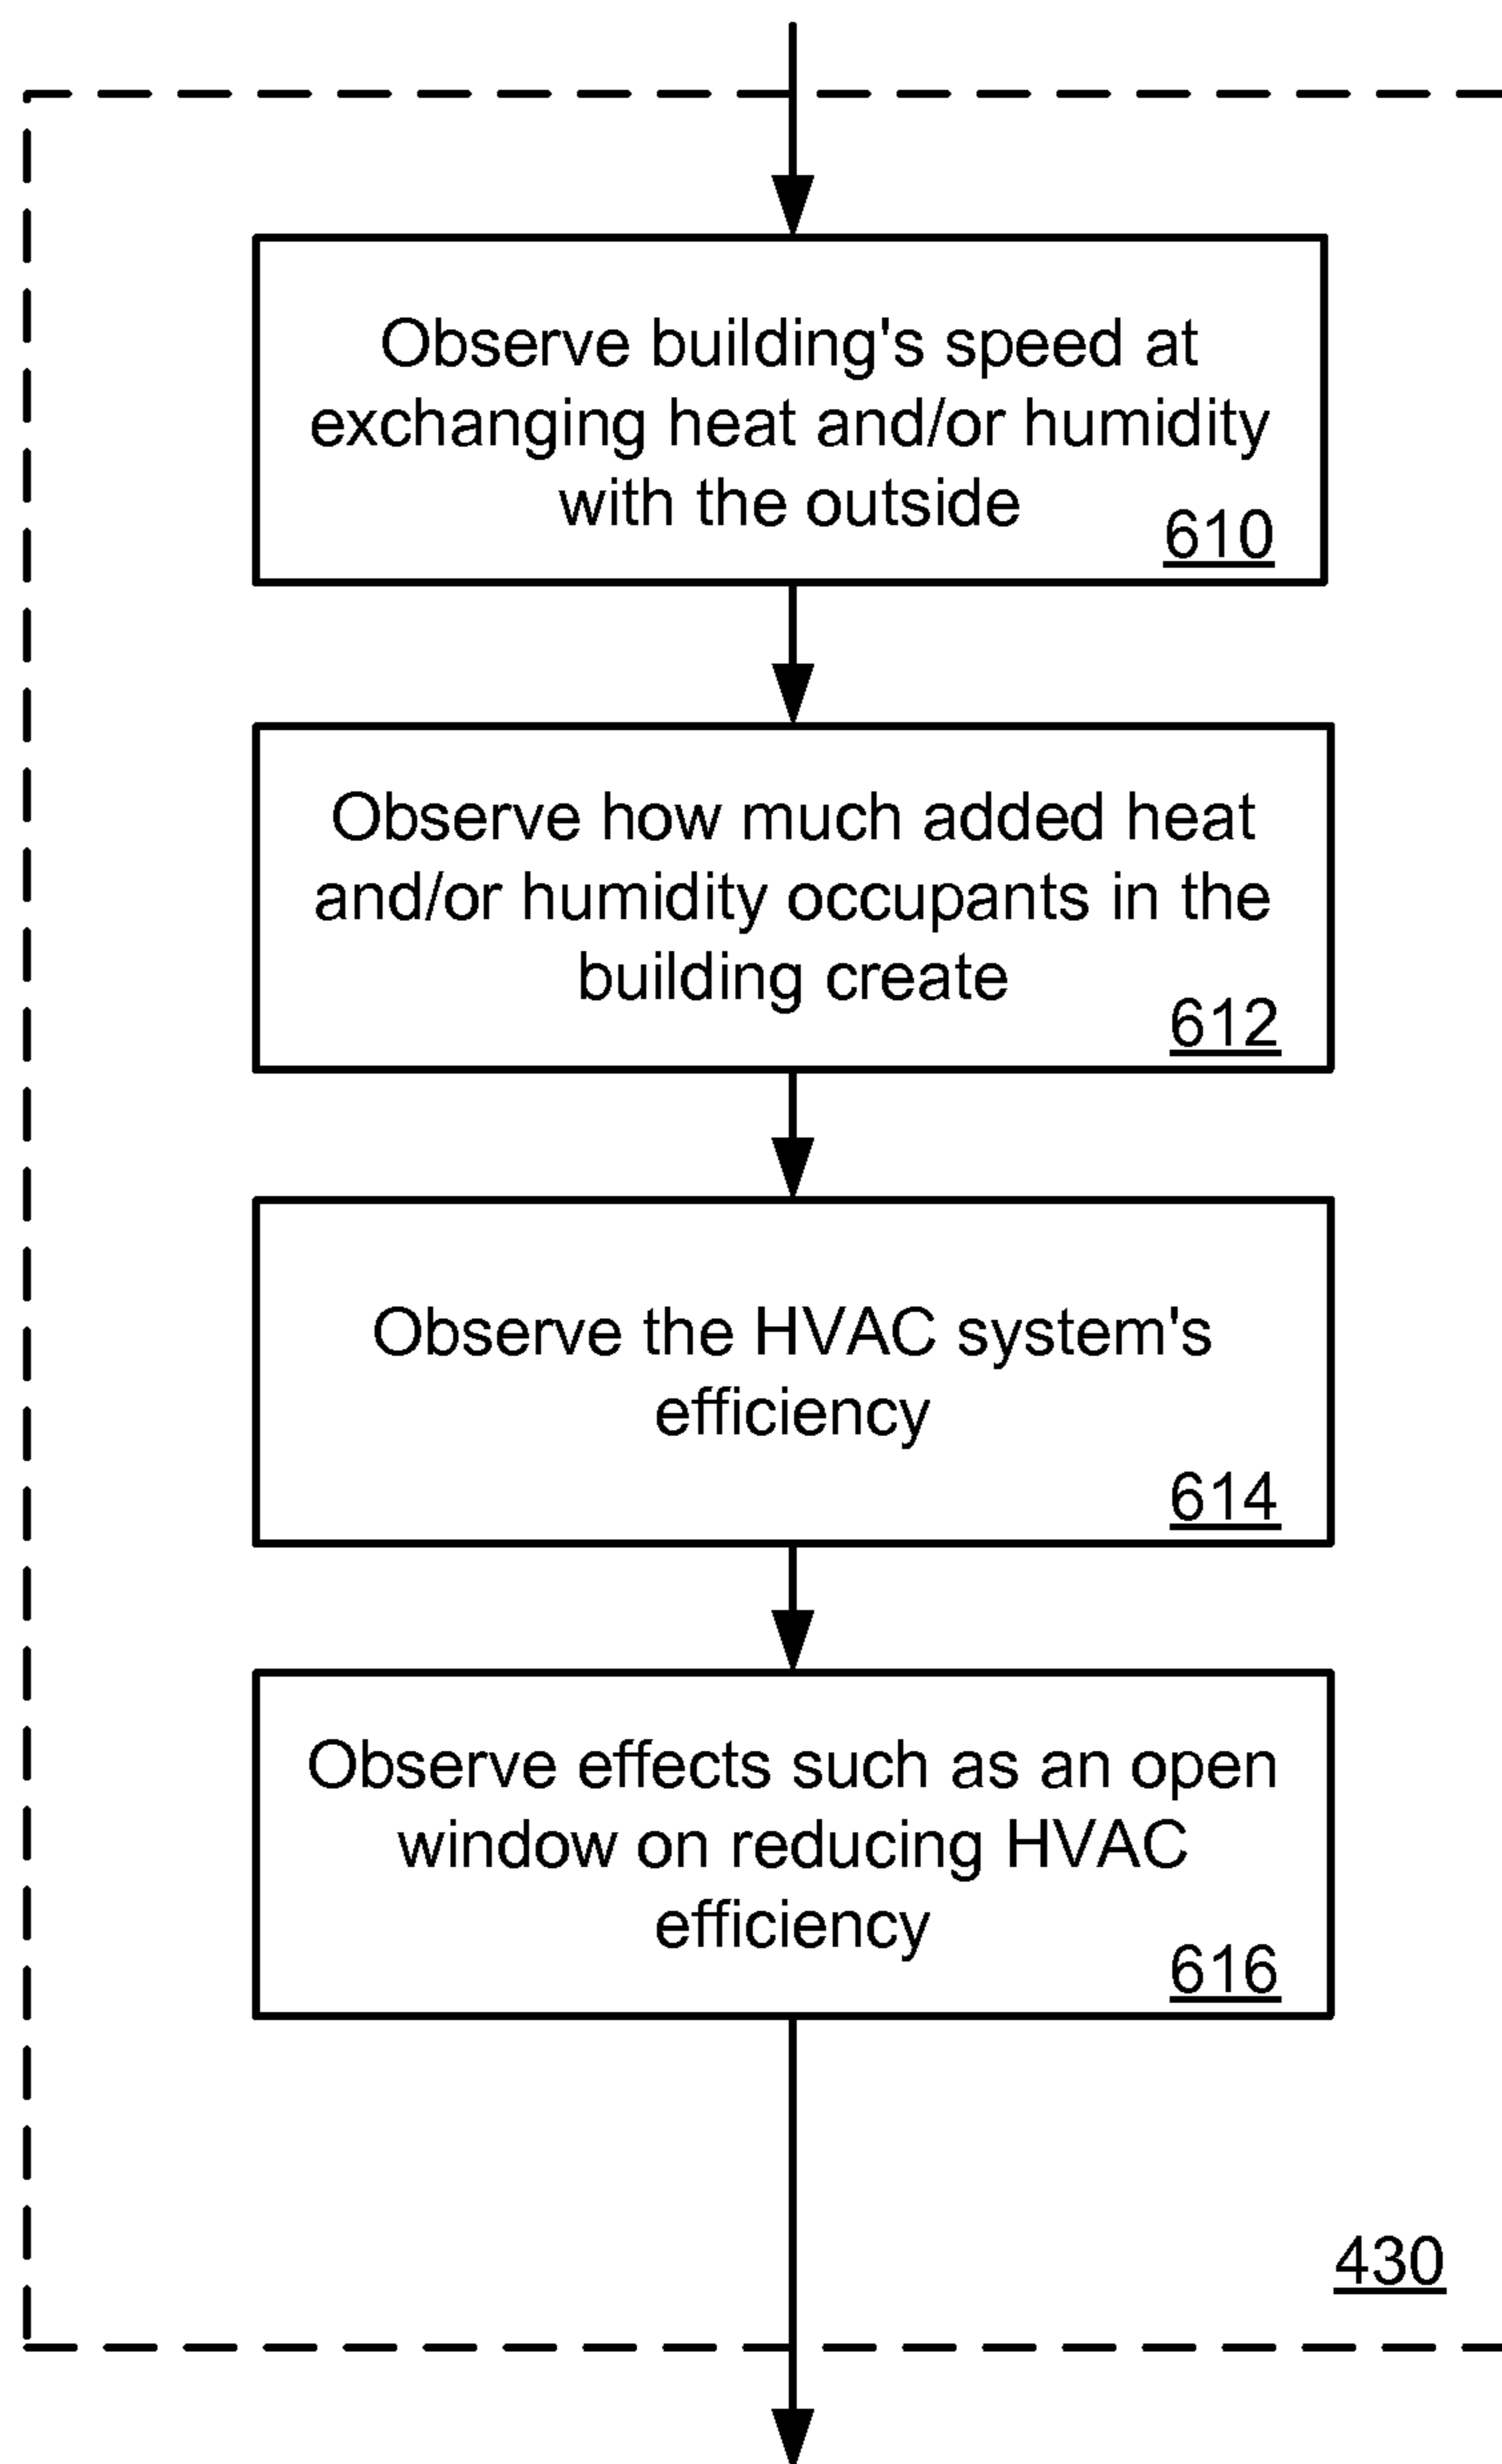 Observe building's speed at
exchanging heat and/or humidity
with the outside
610
Observe how much added heat
and/or humidity occupants in the
building create
612
Observe the HVAC system's
efficiency
614
Observe effects such as an open
window on reducing HVAC
efficiency
616
430